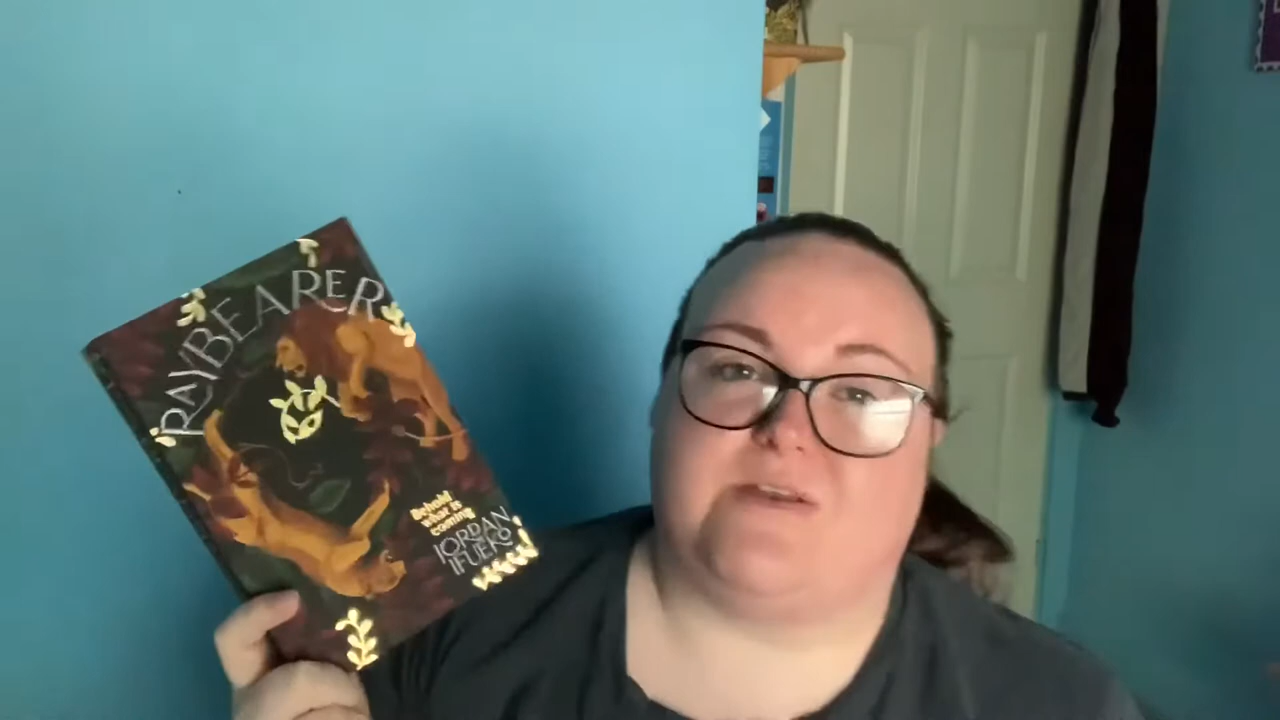 RAYBEARER
Behold
what is
coming
JORDAN
IFUEKO